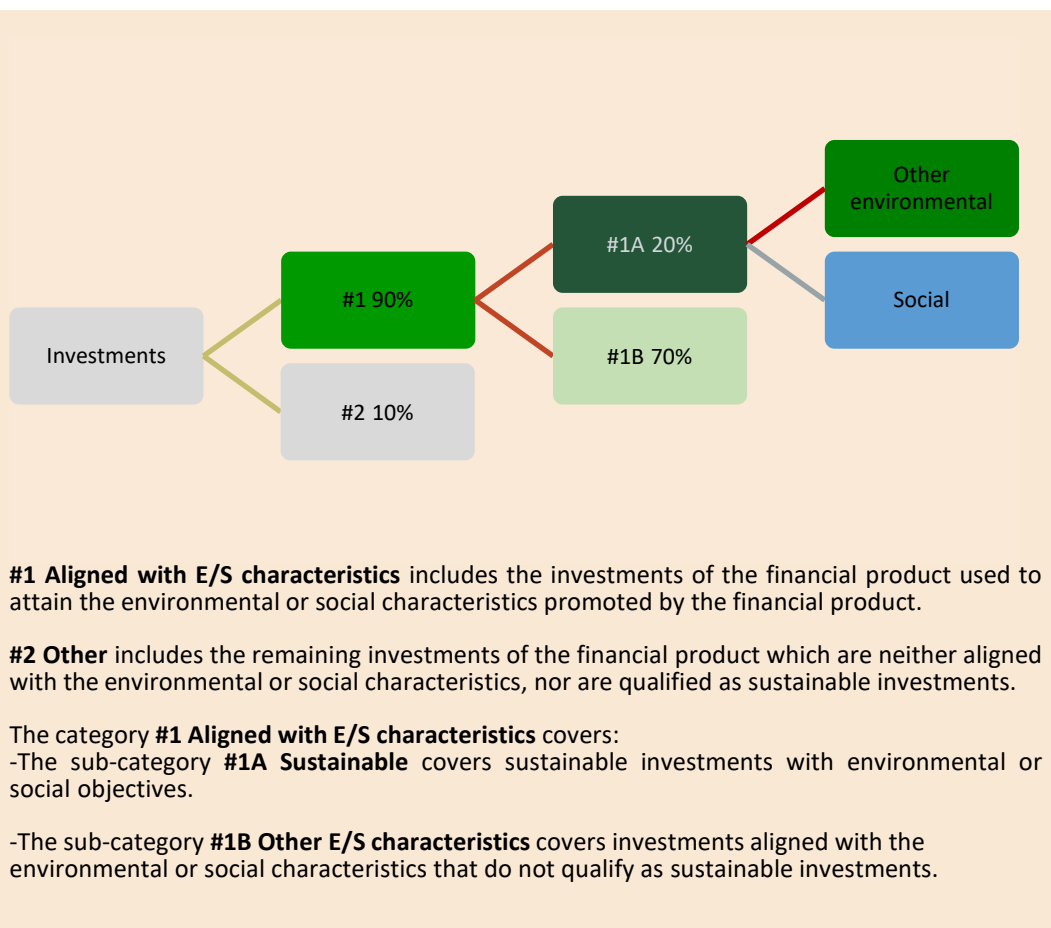 Other
environmental
#1A 20%
#1 90%
Social
Investments
#1B 70%
#2 10%
#1 Aligned with E/S characteristics includes the investments of the financial product used to
attain the environmental or social characteristics promoted by the financial product.
#2 Other includes the remaining investments of the financial product which are neither aligned
with the environmental or social characteristics, nor are qualified as sustainable investments.
The category #1 Aligned with E/S characteristics covers:
-The sub-category #1A Sustainable covers sustainable investments with environmental or
social objectives.
-The sub-category #1B Other E/S characteristics covers investments aligned with the
environmental or social characteristics that do not qualify as sustainable investments.